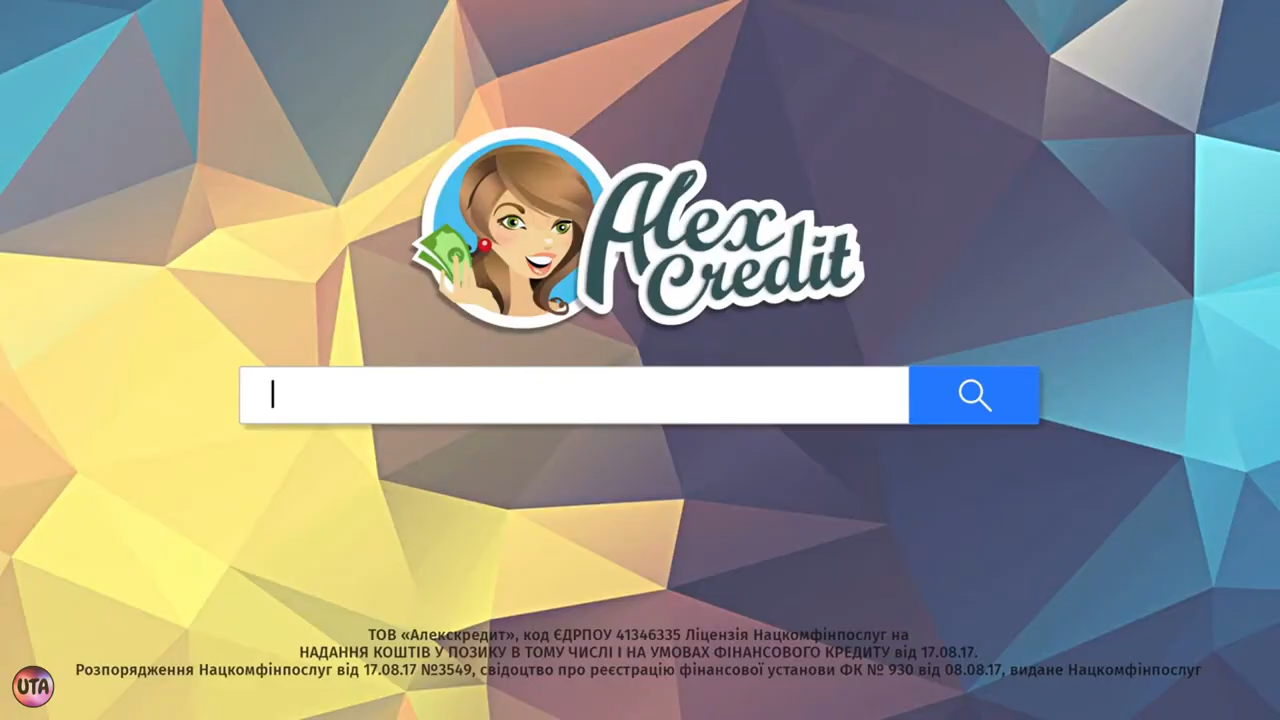 Alex
Credit
ТОВ «Алекскредит», код ЄДРПОУ 41346335 Ліцензія Нацкомфінпослуг на
НАДАННЯ КОШТІВ У ПОЗИКУ В ТОМУ ЧИСЛІ І НА УМОВАХ ФІНАНСОВОГО КРЕДИТУ від 17.08.17.
Розпорядження Нацкомфінпослуг від 17.08.17 №3549, свідоцтво про реєстрацію фінансової установи ФК № 930 від 08.08.17, видане Нацкомфінпослуг
UTA